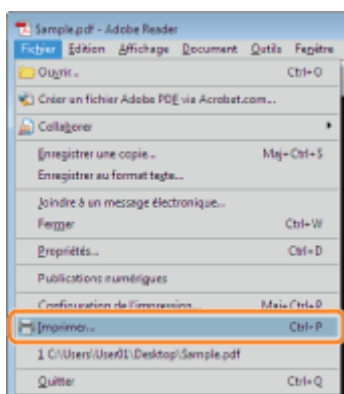 Sample.pdf - Adobe Reader
Fichier Édition Affichage Document Outils Fenêtre
Ouvrir... Ctrl+O
Créer un fichier Adobe PDF via Acrobat.com...
Collaborer
Enregistrer une copie... Maj+Ctrl+S
Enregistrer au format texte...
Joindre à un message électronique...
Fermer Ctrl+W
Propriétés... Ctrl+D
Publications numériques
Configuration de l'impression... Maj+Ctrl+P
Imprimer... Ctrl+P
1 C:\Users\User01\Desktop\Sample.pdf
Quitter Ctrl+Q